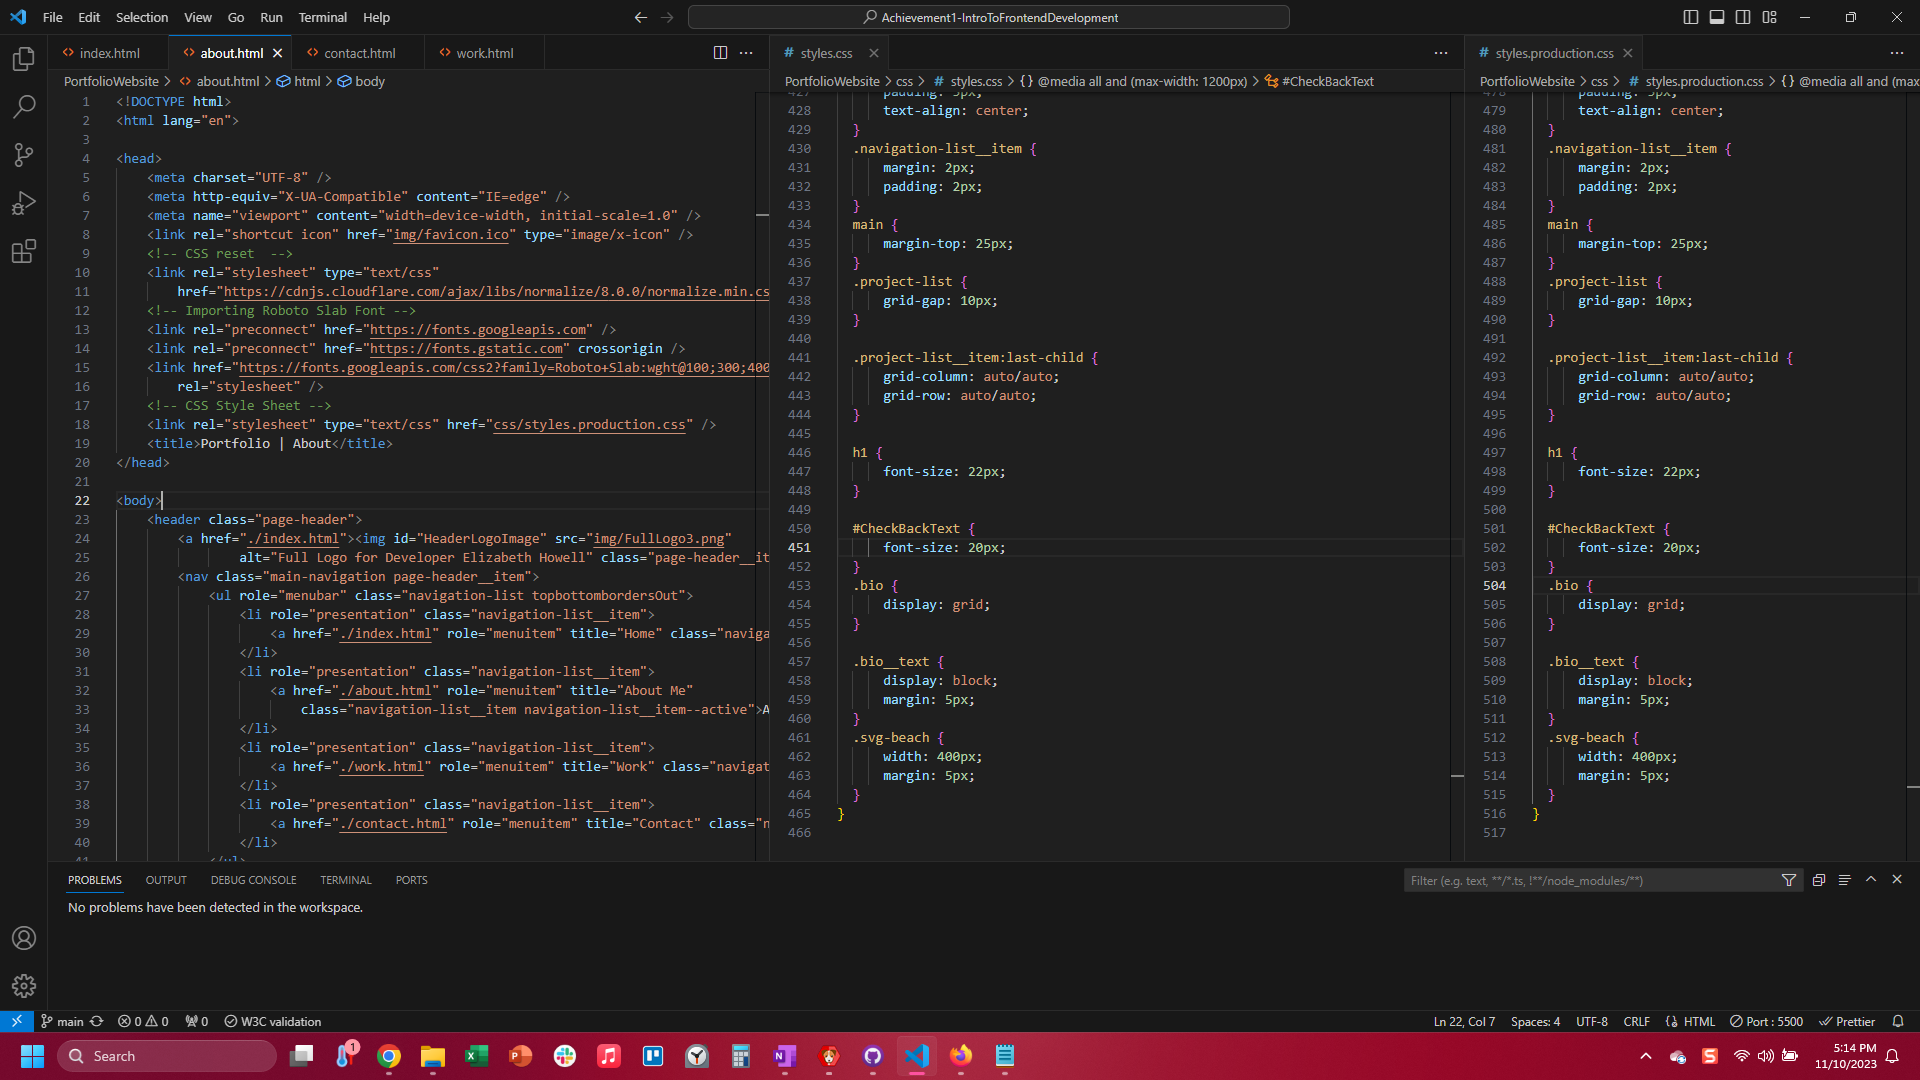 File Edit Selection View Go Run Terminal Help
Achievement1-IntroToFrontendDevelopment
index.html about.html contact.html work.html
PortfolioWebsite > about.html > html > body
1 <!DOCTYPE html>
2 <html lang="en">
3
4 <head>
5 <meta charset="UTF-8" />
6 <meta http-equiv="X-UA-Compatible" content="IE=edge" />
7 <meta name="viewport" content="width=device-width, initial-scale=1.0" />
8 <link rel="shortcut icon" href="img/favicon.ico" type="image/x-icon" />
9 <!-- CSS reset -->
10 <link rel="stylesheet" type="text/css"
11 href="https://cdnjs.cloudflare.com/ajax/libs/normalize/8.0.0/normalize.min.cs
12 <!-- Importing Roboto Slab Font -->
13 <link rel="preconnect" href="https://fonts.googleapis.com" />
14 <link rel="preconnect" href="https://fonts.gstatic.com" crossorigin />
15 <link href="https://fonts.googleapis.com/css2?family=Roboto+Slab:wght@100;300;400
16 rel="stylesheet" />
17 <!-- CSS Style Sheet -->
18 <link rel="stylesheet" type="text/css" href="css/styles.production.css" />
19 <title>Portfolio | About</title>
20 </head>
21
22 <body>
23 <header class="page-header">
24 <a href="./index.html"><img id="HeaderLogoImage" src="img/FullLogo3.png"
25 alt="Full Logo for Developer Elizabeth Howell" class="page-header__it
26 <nav class="main-navigation page-header__item">
27 <ul role="menubar" class="navigation-list topbottombordersOut">
28 <li role="presentation" class="navigation-list__item">
29 <a href="./index.html" role="menuitem" title="Home" class="naviga
30 </li>
31 <li role="presentation" class="navigation-list__item">
32 <a href="./about.html" role="menuitem" title="About Me"
33 class="navigation-list__item navigation-list__item--active">A
34 </li>
35 <li role="presentation" class="navigation-list__item">
36 <a href="./work.html" role="menuitem" title="Work" class="navigat
37 </li>
38 <li role="presentation" class="navigation-list__item">
39 <a href="./contact.html" role="menuitem" title="Contact" class="n
40 </li>
41 </ul>
styles.css
PortfolioWebsite > css > styles.css > {} @media all and (max-width: 1200px) > #CheckBackText
427 padding: 5px;
428 text-align: center;
429 }
430 .navigation-list__item {
431 margin: 2px;
432 padding: 2px;
433 }
434 main {
435 margin-top: 25px;
436 }
437 .project-list {
438 grid-gap: 10px;
439 }
440
441 .project-list__item:last-child {
442 grid-column: auto/auto;
443 grid-row: auto/auto;
444 }
445
446 h1 {
447 font-size: 22px;
448 }
449
450 #CheckBackText {
451 font-size: 20px;
452 }
453 .bio {
454 display: grid;
455 }
456
457 .bio__text {
458 display: block;
459 margin: 5px;
460 }
461 .svg-beach {
462 width: 400px;
463 margin: 5px;
464 }
465 }
466
styles.production.css
PortfolioWebsite > css > styles.production.css > {} @media all and (max
478 padding: 5px;
479 text-align: center;
480 }
481 .navigation-list__item {
482 margin: 2px;
483 padding: 2px;
484 }
485 main {
486 margin-top: 25px;
487 }
488 .project-list {
489 grid-gap: 10px;
490 }
491
492 .project-list__item:last-child {
493 grid-column: auto/auto;
494 grid-row: auto/auto;
495 }
496
497 h1 {
498 font-size: 22px;
499 }
500
501 #CheckBackText {
502 font-size: 20px;
503 }
504 .bio {
505 display: grid;
506 }
507
508 .bio__text {
509 display: block;
510 margin: 5px;
511 }
512 .svg-beach {
513 width: 400px;
514 margin: 5px;
515 }
516 }
517
PROBLEMS OUTPUT DEBUG CONSOLE TERMINAL PORTS
Filter (e.g. text, **/*.ts, !**/node_modules/**)
No problems have been detected in the workspace.
main 0 0 0 W3C validation
Ln 22, Col 7 Spaces: 4 UTF-8 CRLF HTML Port : 5500 Prettier
Search
1
5:14 PM
11/10/2023